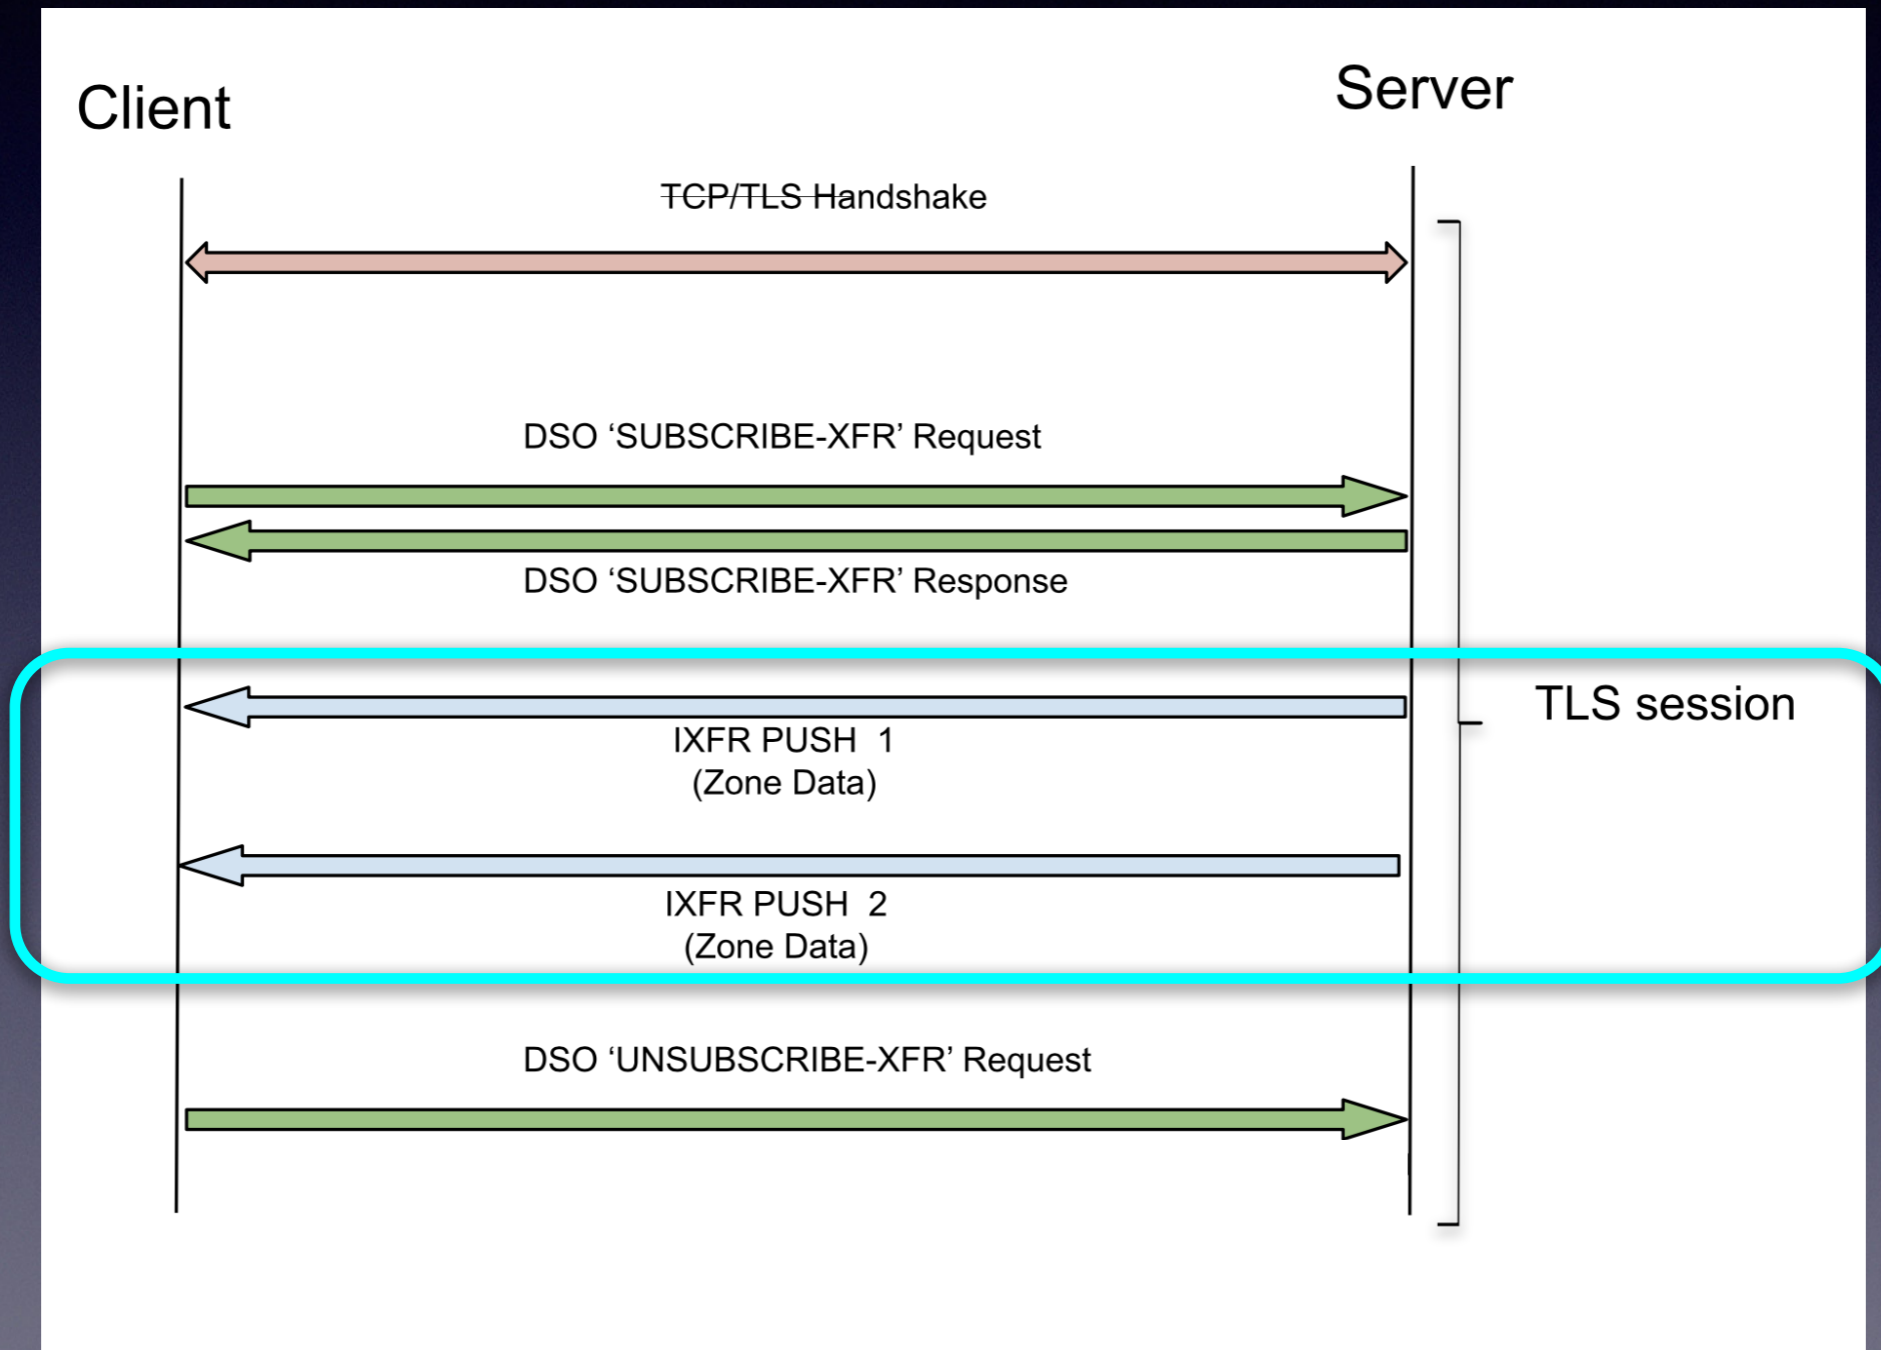 Client
Server
TCP/TLS Handshake
DSO ‘SUBSCRIBE-XFR’ Request
DSO ‘SUBSCRIBE-XFR’ Response
TLS session
IXFR PUSH  1
(Zone Data)
IXFR PUSH  2
(Zone Data)
DSO ‘UNSUBSCRIBE-XFR’ Request